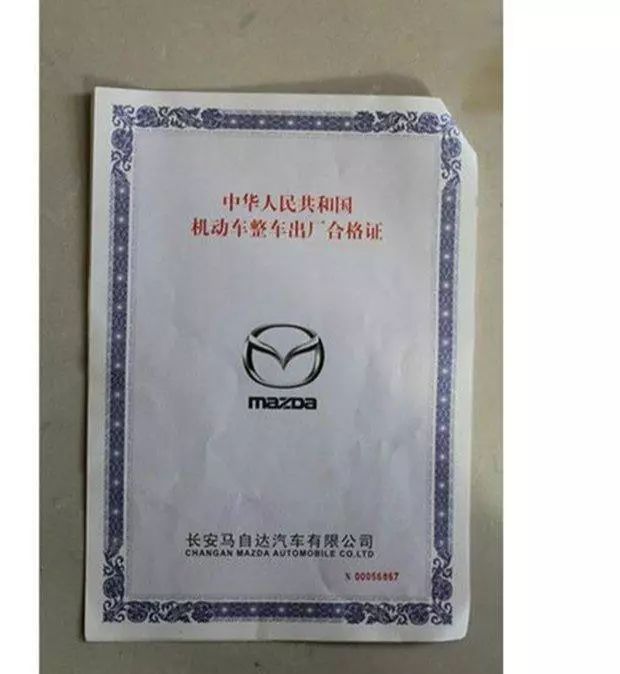 中华人民共和国
机动车整车出厂合格证
mazda
长安马自达汽车有限公司
CHANGAN MAZDA AUTOMOBILE CO.LTD
N 00056867